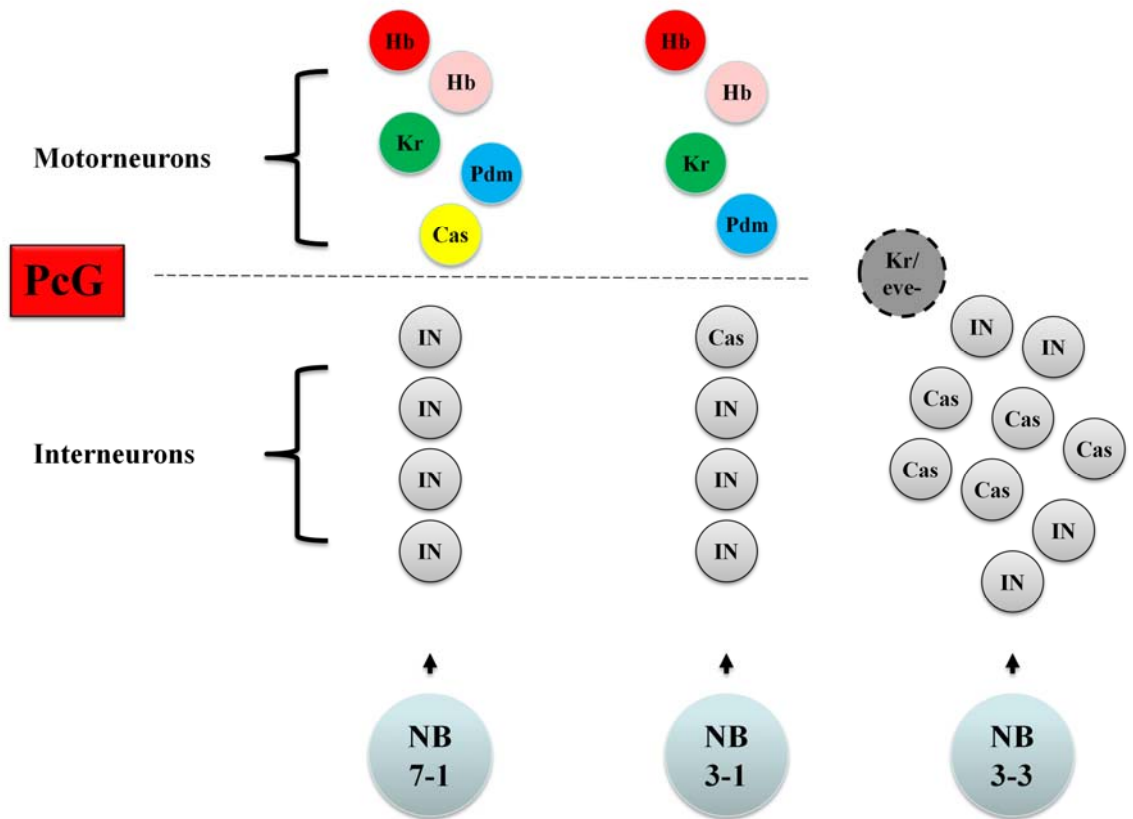 Hb
Hb
Kr
Pdm
Cas
Hb
Hb
Kr
Pdm
Motorneurons
PcG
Kr/
eve-
IN
Cas
IN
IN
IN
IN
IN
IN
IN
IN
Cas
Cas
Cas
Cas
Cas
IN
IN
Interneurons
NB
7-1
NB
3-1
NB
3-3